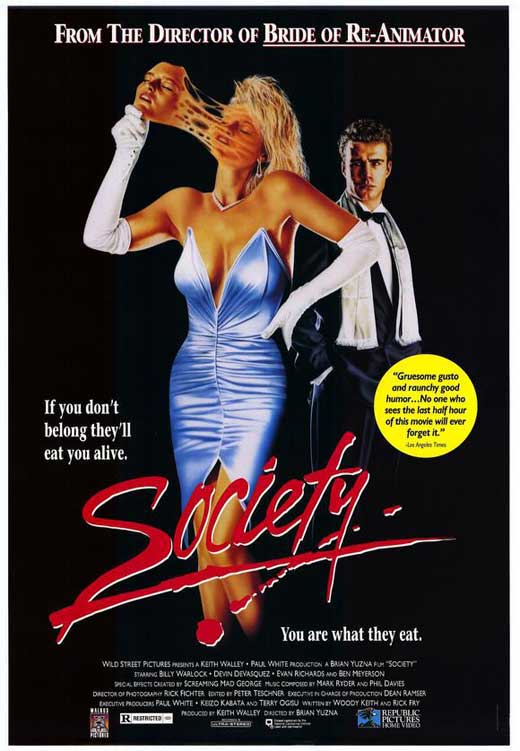 FROM THE DIRECTOR OF BRIDE OF RE-ANIMATOR
"Gruesome gusto
and raunchy good
humor...No one who
sees the last half hour
of this movie will ever
forget it."
-Los Angeles Times
If you don't
belong they'll
eat you alive.
Society
You are what they eat.
WILD STREET PICTURES PRESENTS A KEITH WALLEY • PAUL WHITE PRODUCTION A BRIAN YUZNA FILM "SOCIETY"
STARRING BILLY WARLOCK • DEVIN DEVASQUEZ • EVAN RICHARDS AND BEN MEYERSON
SPECIAL EFFECTS CREATED BY SCREAMING MAD GEORGE MUSIC COMPOSED BY MARK RYDER AND PHIL DAVIES
DIRECTOR OF PHOTOGRAPHY RICK FICHTER EDITED BY PETER TESCHNER EXECUTIVE IN CHARGE OF PRODUCTION DEAN RAMSER
EXECUTIVE PRODUCERS PAUL WHITE • KEIZO KABATA AND TERRY OGISU WRITTEN BY WOODY KEITH AND RICK FRY
PRODUCED BY KEITH WALLEY DIRECTED BY BRIAN YUZNA
R RESTRICTED
ULTRA-STEREO
REPUBLIC
PICTURES
HOME VIDEO